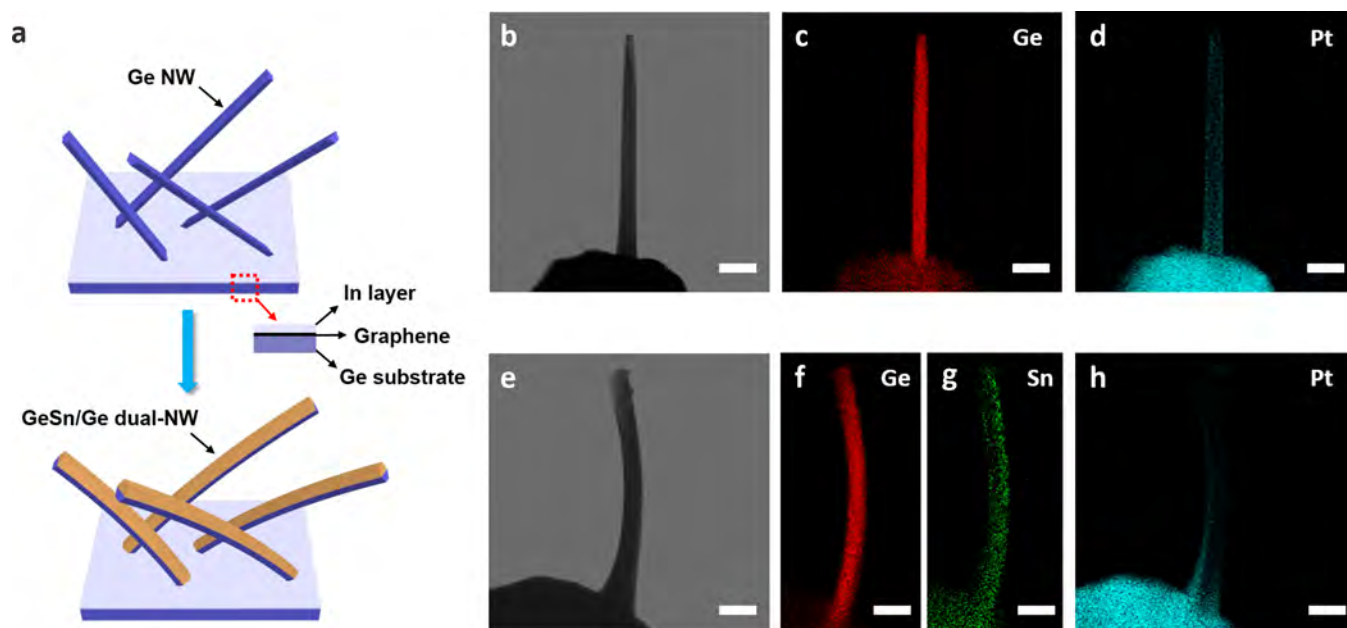 a
Ge NW
In layer
Graphene
Ge substrate
GeSn/Ge dual-NW
b
c Ge
d Pt
e
f Ge
g Sn
h Pt